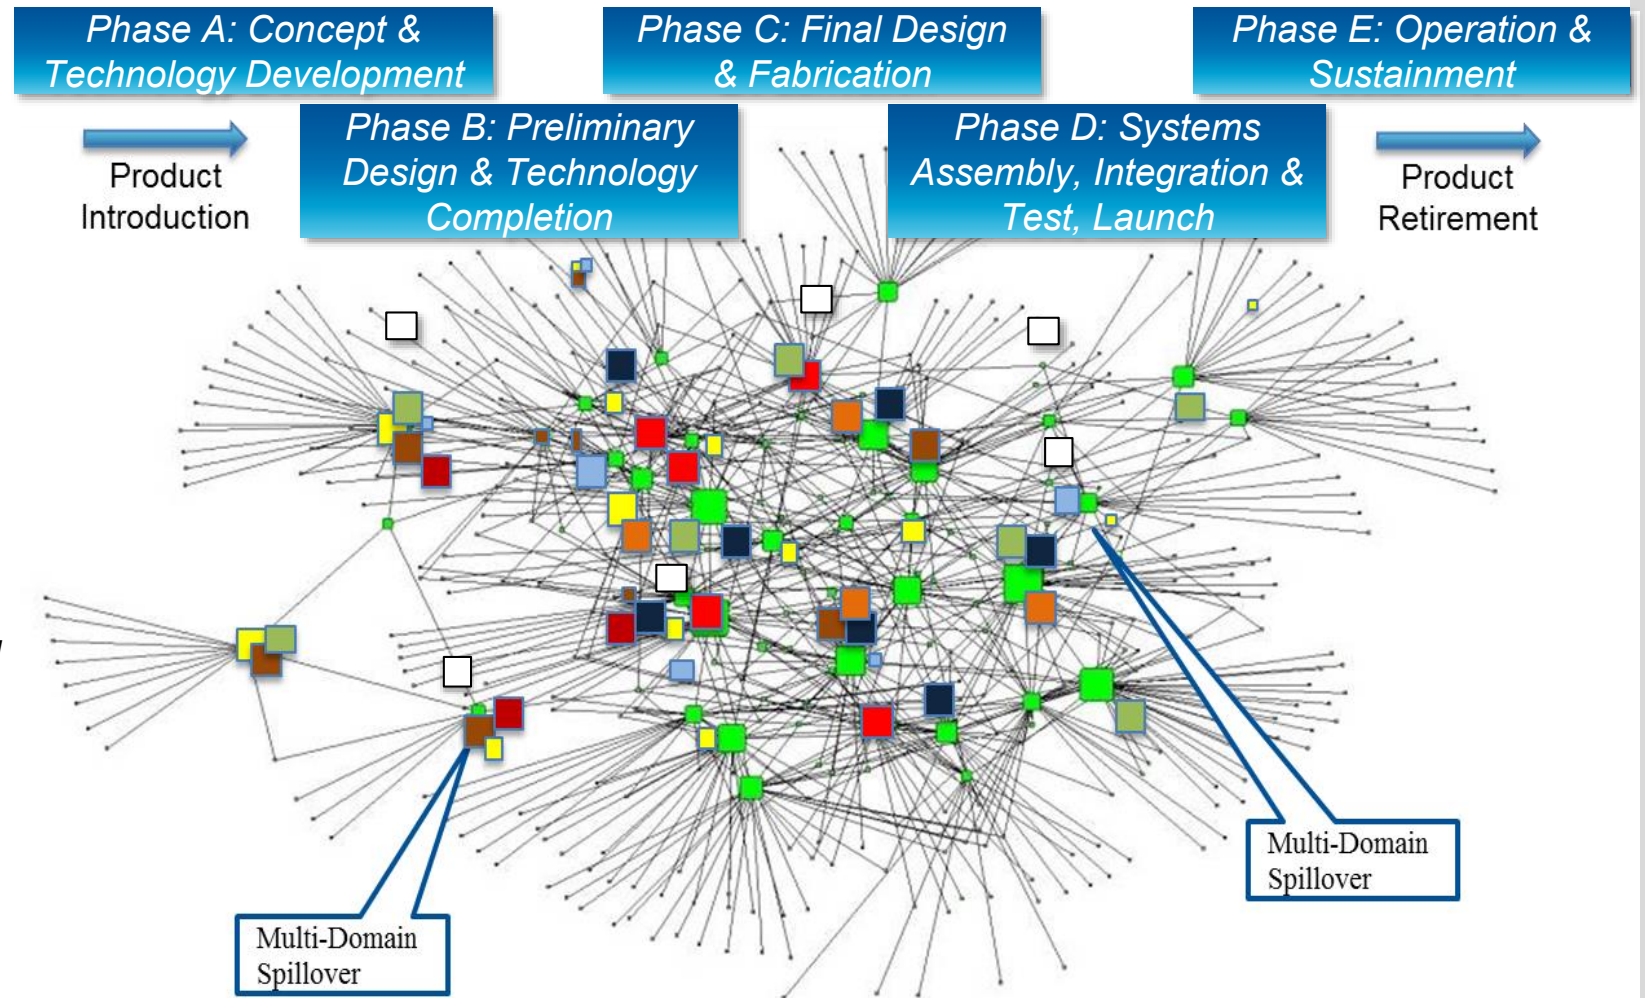 Phase A: Concept &
Technology Development
Phase C: Final Design
& Fabrication
Phase E: Operation &
Sustainment
Phase B: Preliminary
Design & Technology
Completion
Phase D: Systems
Assembly, Integration &
Test, Launch
Product
Introduction
Product
Retirement
Multi-Domain
Spillover
Multi-Domain
Spillover